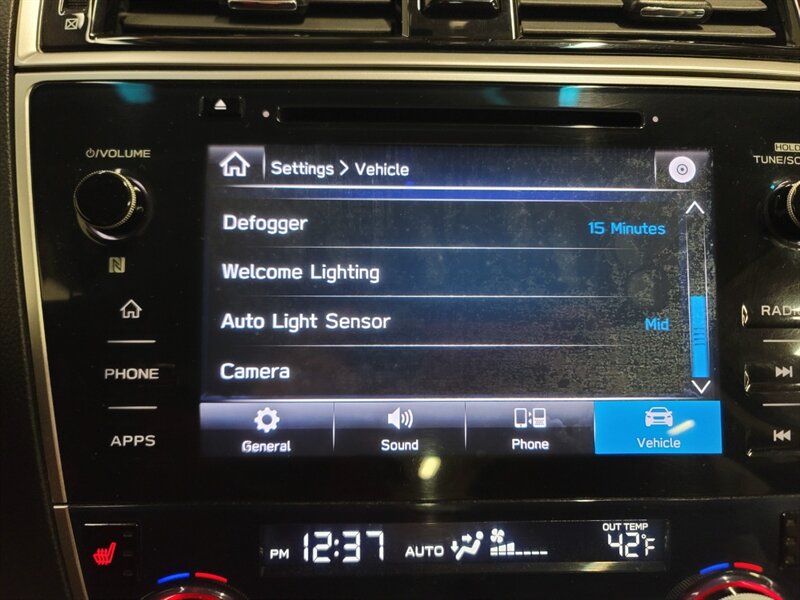 ⏻/VOLUME
HOLD
TUNE/SC
Settings > Vehicle
Defogger 15 Minutes
Welcome Lighting
Auto Light Sensor Mid
Camera
PHONE
APPS
RADI
General Sound Phone Vehicle
PM 12:37 AUTO OUT TEMP 42°F